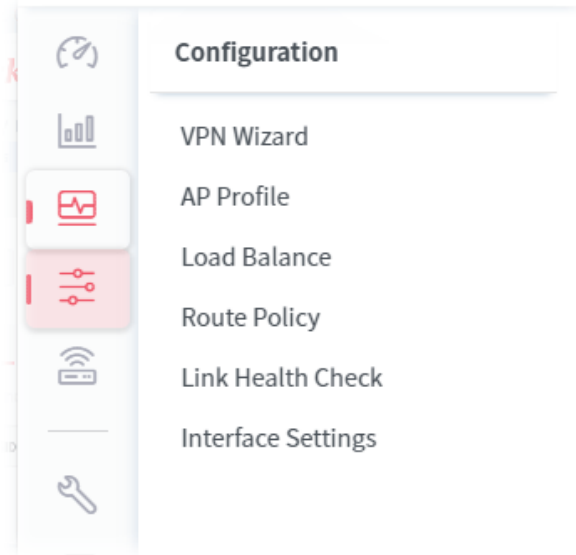 Configuration
VPN Wizard
AP Profile
Load Balance
Route Policy
Link Health Check
Interface Settings